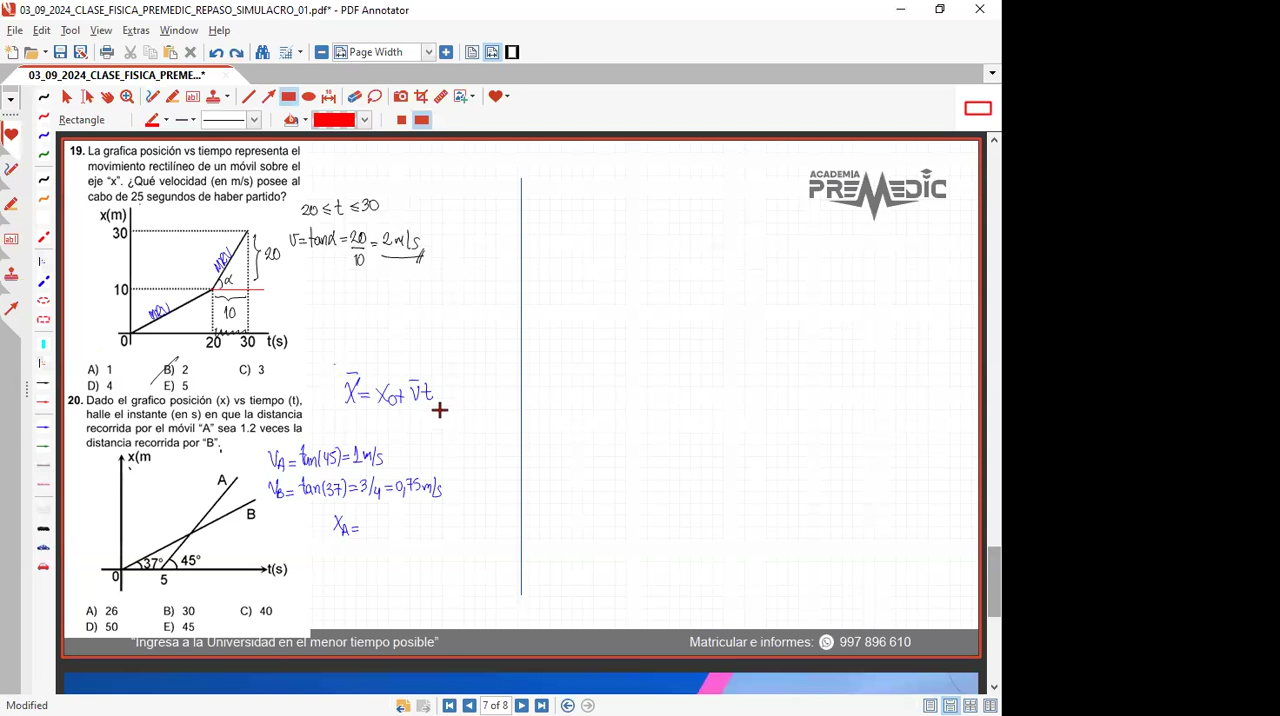 03_09_2024_CLASE_FISICA_PREMEDIC_REPASO_SIMULACRO_01.pdf* - PDF Annotator
File Edit Tool View Extras Window Help
New Open
Page Width
03_09_2024_CLASE_FISICA_PREME...*
Rectangle
19. La grafica posición vs tiempo representa el
movimiento rectilíneo de un móvil sobre el
eje “x”. ¿Qué velocidad (en m/s) posee al
cabo de 25 segundos de haber partido?
x(m)
30
10
0
20 30 t(s)
MRU
MRU
α
20
10
20 ≤ t ≤ 30
v = tanα = 20/10 = 2 m/s
A) 1 B) 2 C) 3
D) 4 E) 5
x̄ = x₀ + v̄t
20. Dado el grafico posición (x) vs tiempo (t),
halle el instante (en s) en que la distancia
recorrida por el móvil “A” sea 1.2 veces la
distancia recorrida por “B”.
x(m
A
B
37° 45°
0 5 t(s)
V_A = tan(45) = 1 m/s
V_B = tan(37) = 3/4 = 0,75 m/s
X_A =
A) 26 B) 30 C) 40
D) 50 E) 45
ACADEMIA
PREMEDIC
“Ingresa a la Universidad en el menor tiempo posible”
Matricular e informes: 997 896 610
Modified
7 of 8